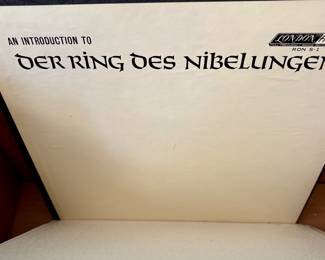 AN INTRODUCTION TO
LONDON
DER RING DES NIBELUNGEN
RDN S-1